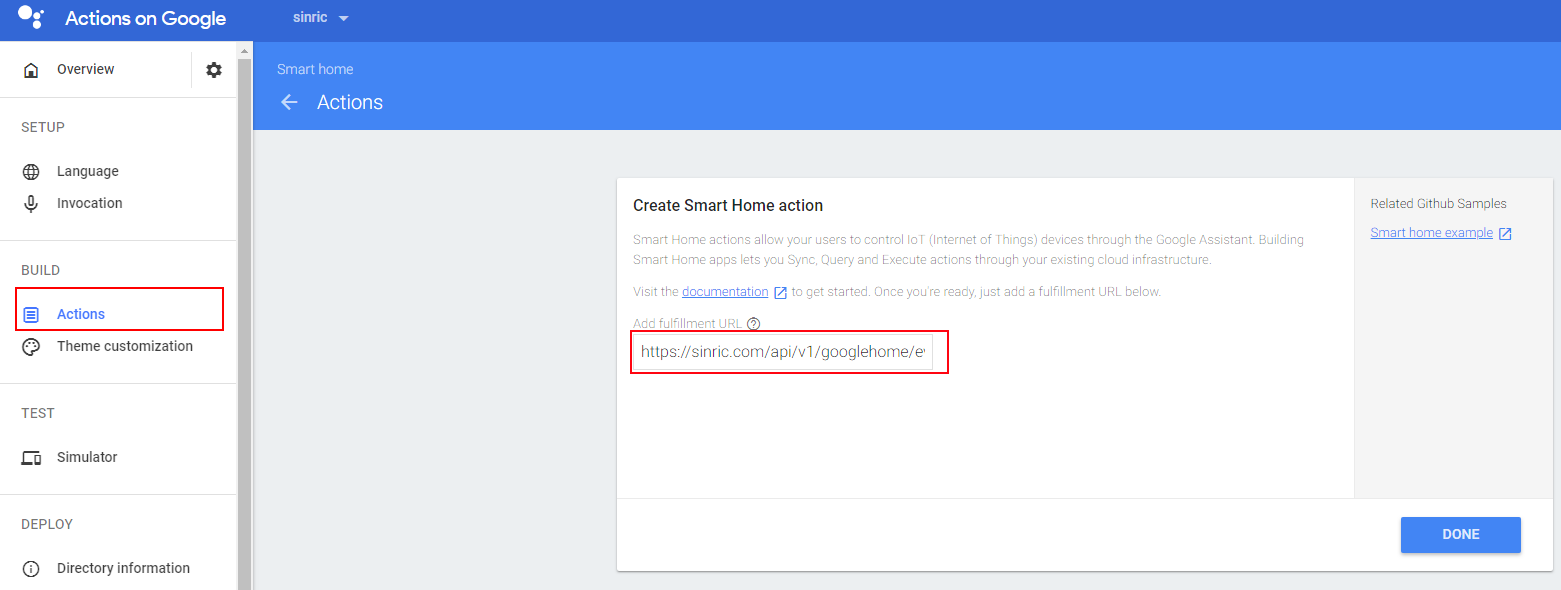 Actions on Google
sinric
Overview
SETUP
Language
Invocation
BUILD
Actions
Theme customization
TEST
Simulator
DEPLOY
Directory information
Smart home
Actions
Create Smart Home action
Smart Home actions allow your users to control IoT (Internet of Things) devices through the Google Assistant. Building
Smart Home apps lets you Sync, Query and Execute actions through your existing cloud infrastructure.
Visit the documentation to get started. Once you're ready, just add a fulfillment URL below.
Add fulfillment URL
https://sinric.com/api/v1/googlehome/e
Related Github Samples
Smart home example
DONE